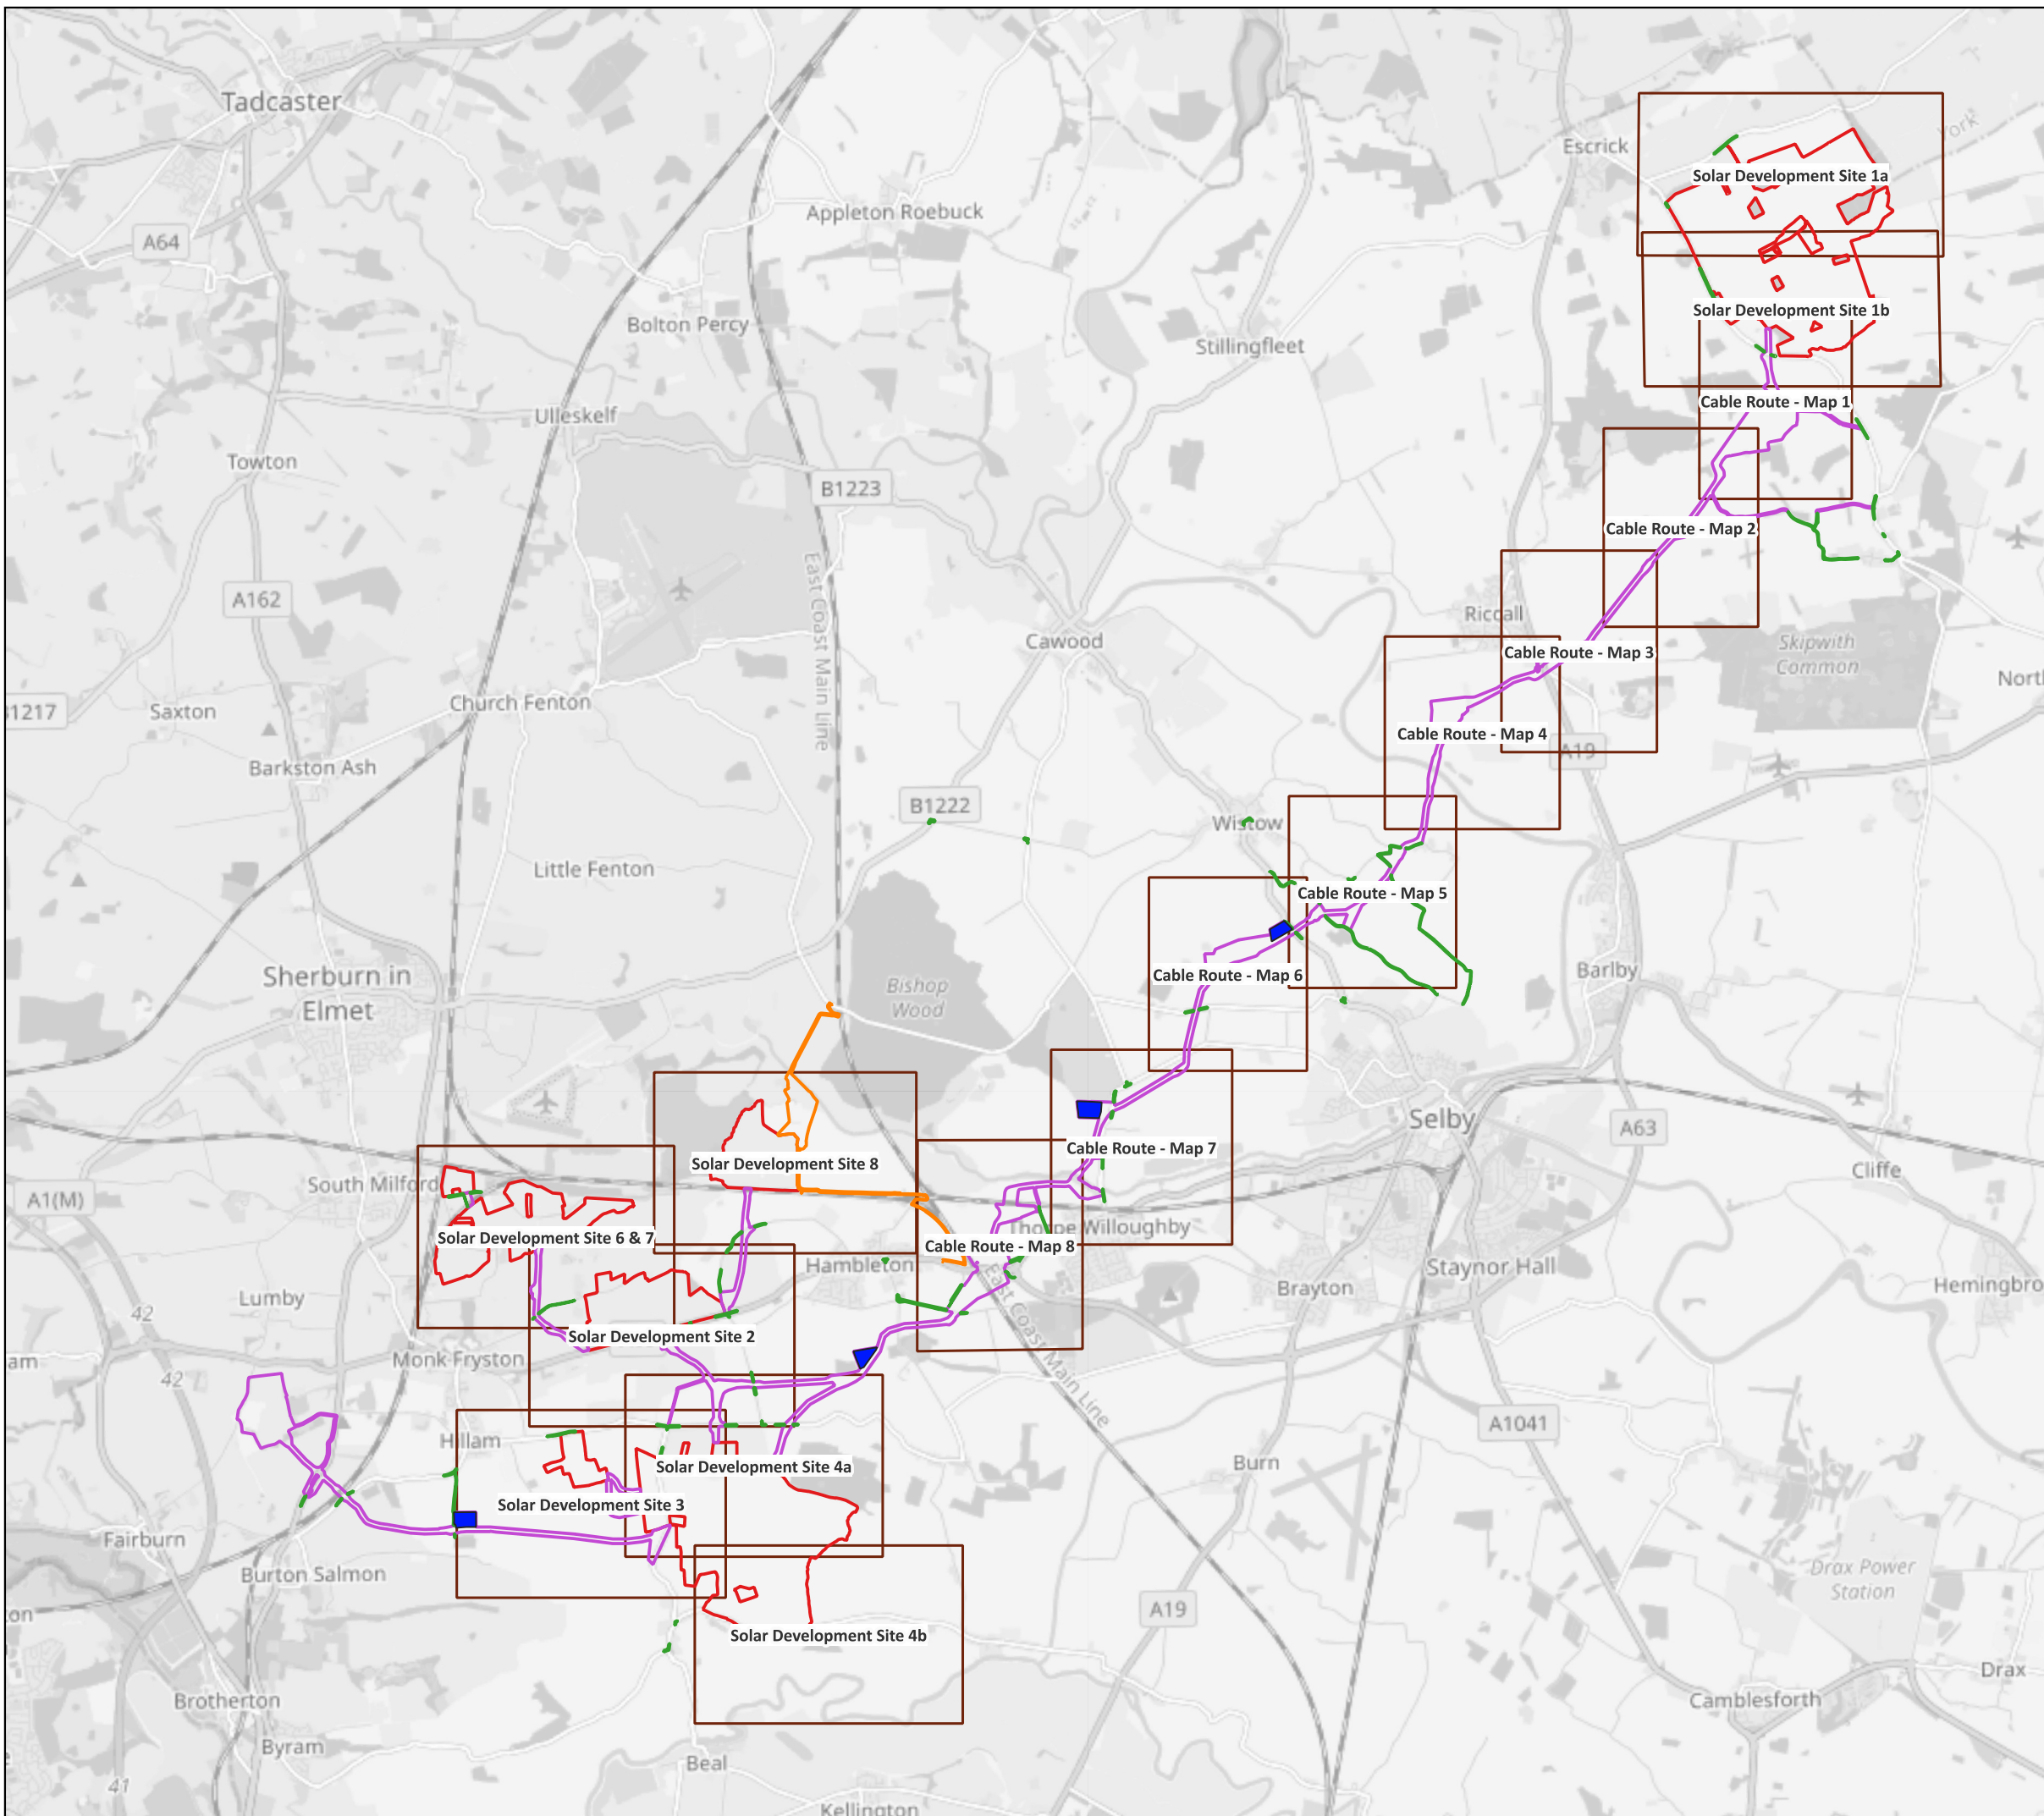 Tadcaster
Escrick
York
Solar Development Site 1a
Appleton Roebuck
A64
Solar Development Site 1b
Bolton Percy
Stillingfleet
Cable Route - Map 1
Ulleskelf
Towton
B1223
Cable Route - Map 2
East Coast Main Line
A162
Riccall
Cawood
Skipwith
Common
Cable Route - Map 3
Church Fenton
Saxton
Cable Route - Map 4
A19
Barkston Ash
B1222
Wistow
Little Fenton
Cable Route - Map 5
Sherburn in
Elmet
Bishop
Wood
Cable Route - Map 6
Barlby
Selby
A63
Cable Route - Map 7
Solar Development Site 8
Cliffe
South Milford
A1(M)
Thorpe Willoughby
Solar Development Site 6 & 7
Cable Route - Map 8
Hambleton
Staynor Hall
Brayton
Hemingbro
Lumby
42
East Coast Main Line
Solar Development Site 2
Monk Fryston
42
A1041
Hillam
Burn
Solar Development Site 4a
Solar Development Site 3
Fairburn
Burton Salmon
Drax Power
Station
A19
Solar Development Site 4b
Drax
Brotherton
Camblesforth
Byram
Beal
41
Kellington